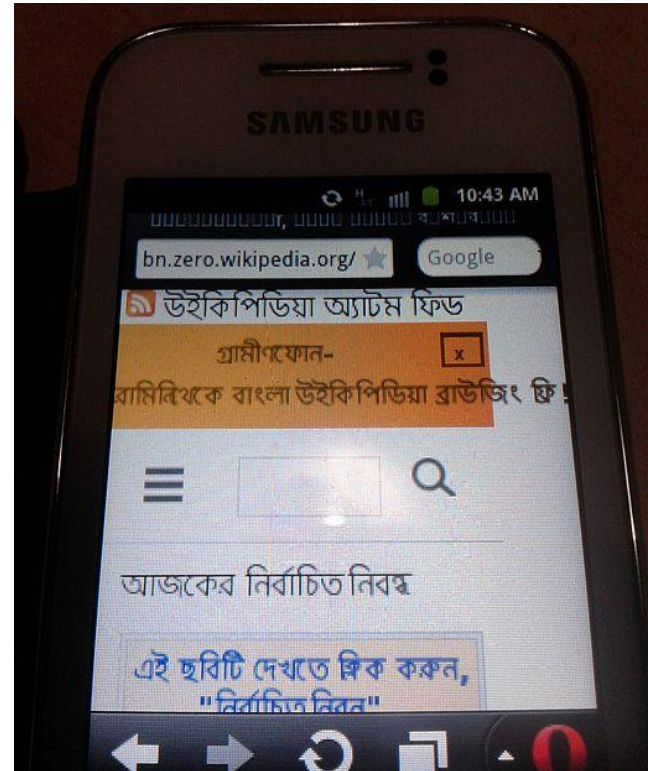 SAMSUNG
10:43 AM
bn.zero.wikipedia.org/ Google
উইকিপিডিয়া অ্যাটম ফিড
গ্রামীণফোন- x
বাংলা উইকিপিডিয়া ব্রাউজিং ফ্রি !
আজকের নির্বাচিত নিবন্ধ
এই ছবিটি দেখতে ক্লিক করুন,
"নির্বাচিত নিবন্ধ"